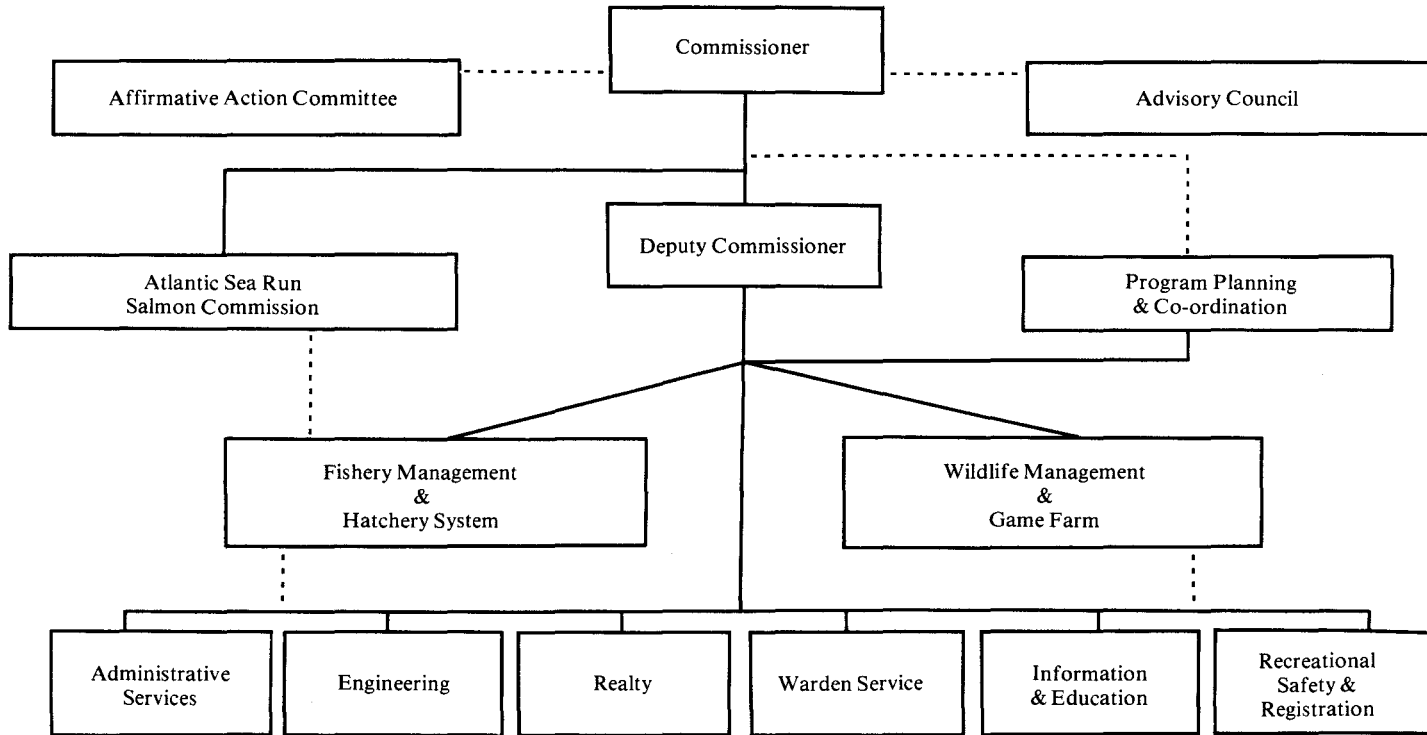 Commissioner
Affirmative Action Committee
Advisory Council
Deputy Commissioner
Atlantic Sea Run
Salmon Commission
Program Planning
& Co-ordination
Fishery Management
&
Hatchery System
Wildlife Management
&
Game Farm
Administrative
Services
Engineering
Realty
Warden Service
Information
& Education
Recreational
Safety &
Registration